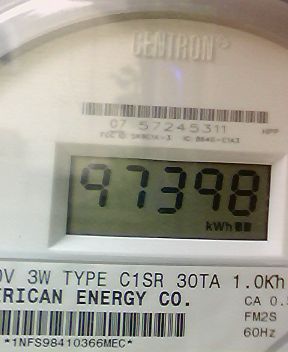 CENTRON®
07 57245311
97398
kWh
0V 3W TYPE C1SR 30TA 1.0Kh
ERICAN ENERGY CO.
CA 0.5
FM2S
60Hz
*1NFS98410366MEC*